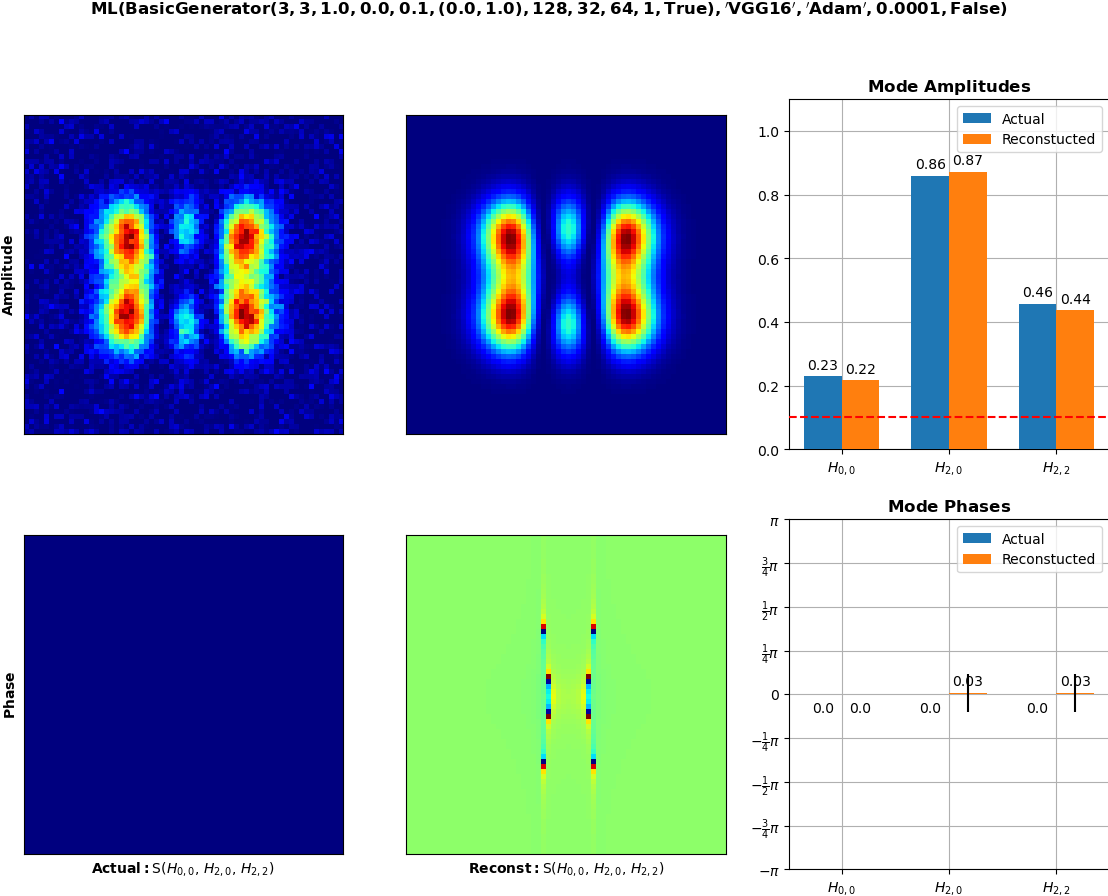 ML(BasicGenerator(3, 3, 1.0, 0.0, 0.1, (0.0, 1.0), 128, 32, 64, 1, True), 'VGG16', 'Adam', 0.0001, False)
Amplitude
Mode Amplitudes
Actual
Reconstucted
1.0
0.8
0.6
0.4
0.2
0.0
0.23
0.22
0.86
0.87
0.46
0.44
H0,0
H2,0
H2,2
Phase
Actual: S(H0,0, H2,0, H2,2)
Reconst: S(H0,0, H2,0, H2,2)
Mode Phases
Actual
Reconstucted
π
3/4π
1/2π
1/4π
0
−1/4π
−1/2π
−3/4π
−π
0.0
0.0
0.0
0.03
0.0
0.03
H0,0
H2,0
H2,2